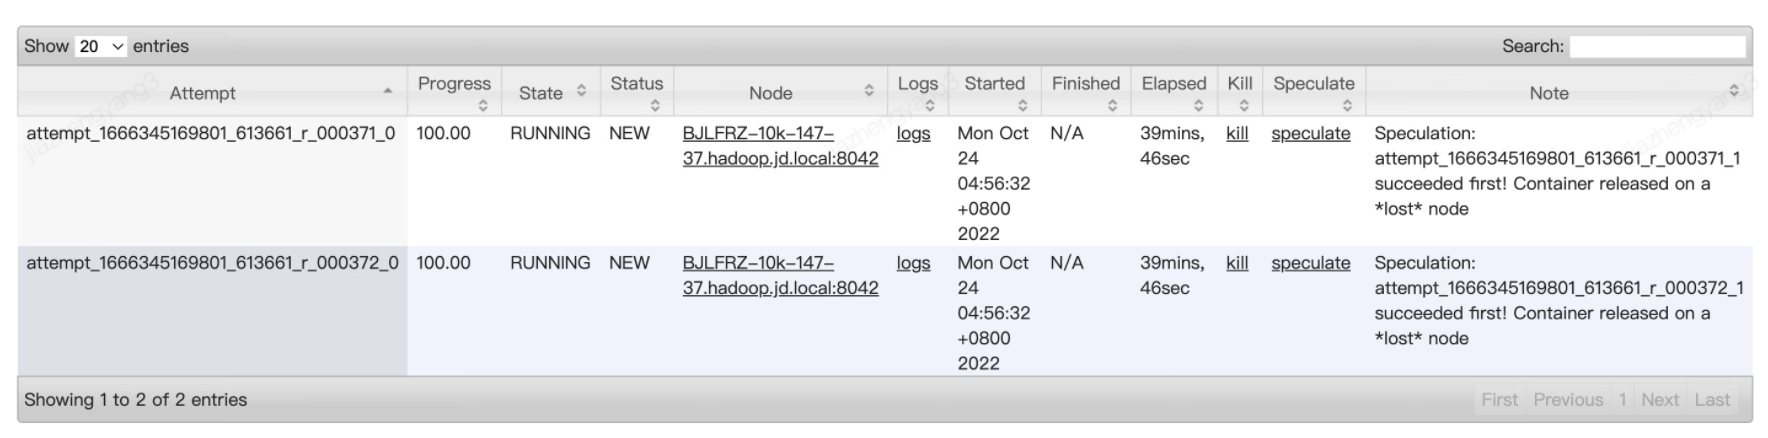 Show 20 entries Search:
Attempt Progress State Status Node Logs Started Finished Elapsed Kill Speculate Note
attempt_1666345169801_613661_r_000371_0 100.00 RUNNING NEW BJLFRZ-10k-147- logs Mon Oct N/A 39mins, kill speculate Speculation:
37.hadoop.jd.local:8042 24 46sec attempt_1666345169801_613661_r_000371_1
04:56:32 succeeded first! Container released on a
+0800 *lost* node
2022
attempt_1666345169801_613661_r_000372_0 100.00 RUNNING NEW BJLFRZ-10k-147- logs Mon Oct N/A 39mins, kill speculate Speculation:
37.hadoop.jd.local:8042 24 46sec attempt_1666345169801_613661_r_000372_1
04:56:32 succeeded first! Container released on a
+0800 *lost* node
2022
Showing 1 to 2 of 2 entries First Previous 1 Next Last